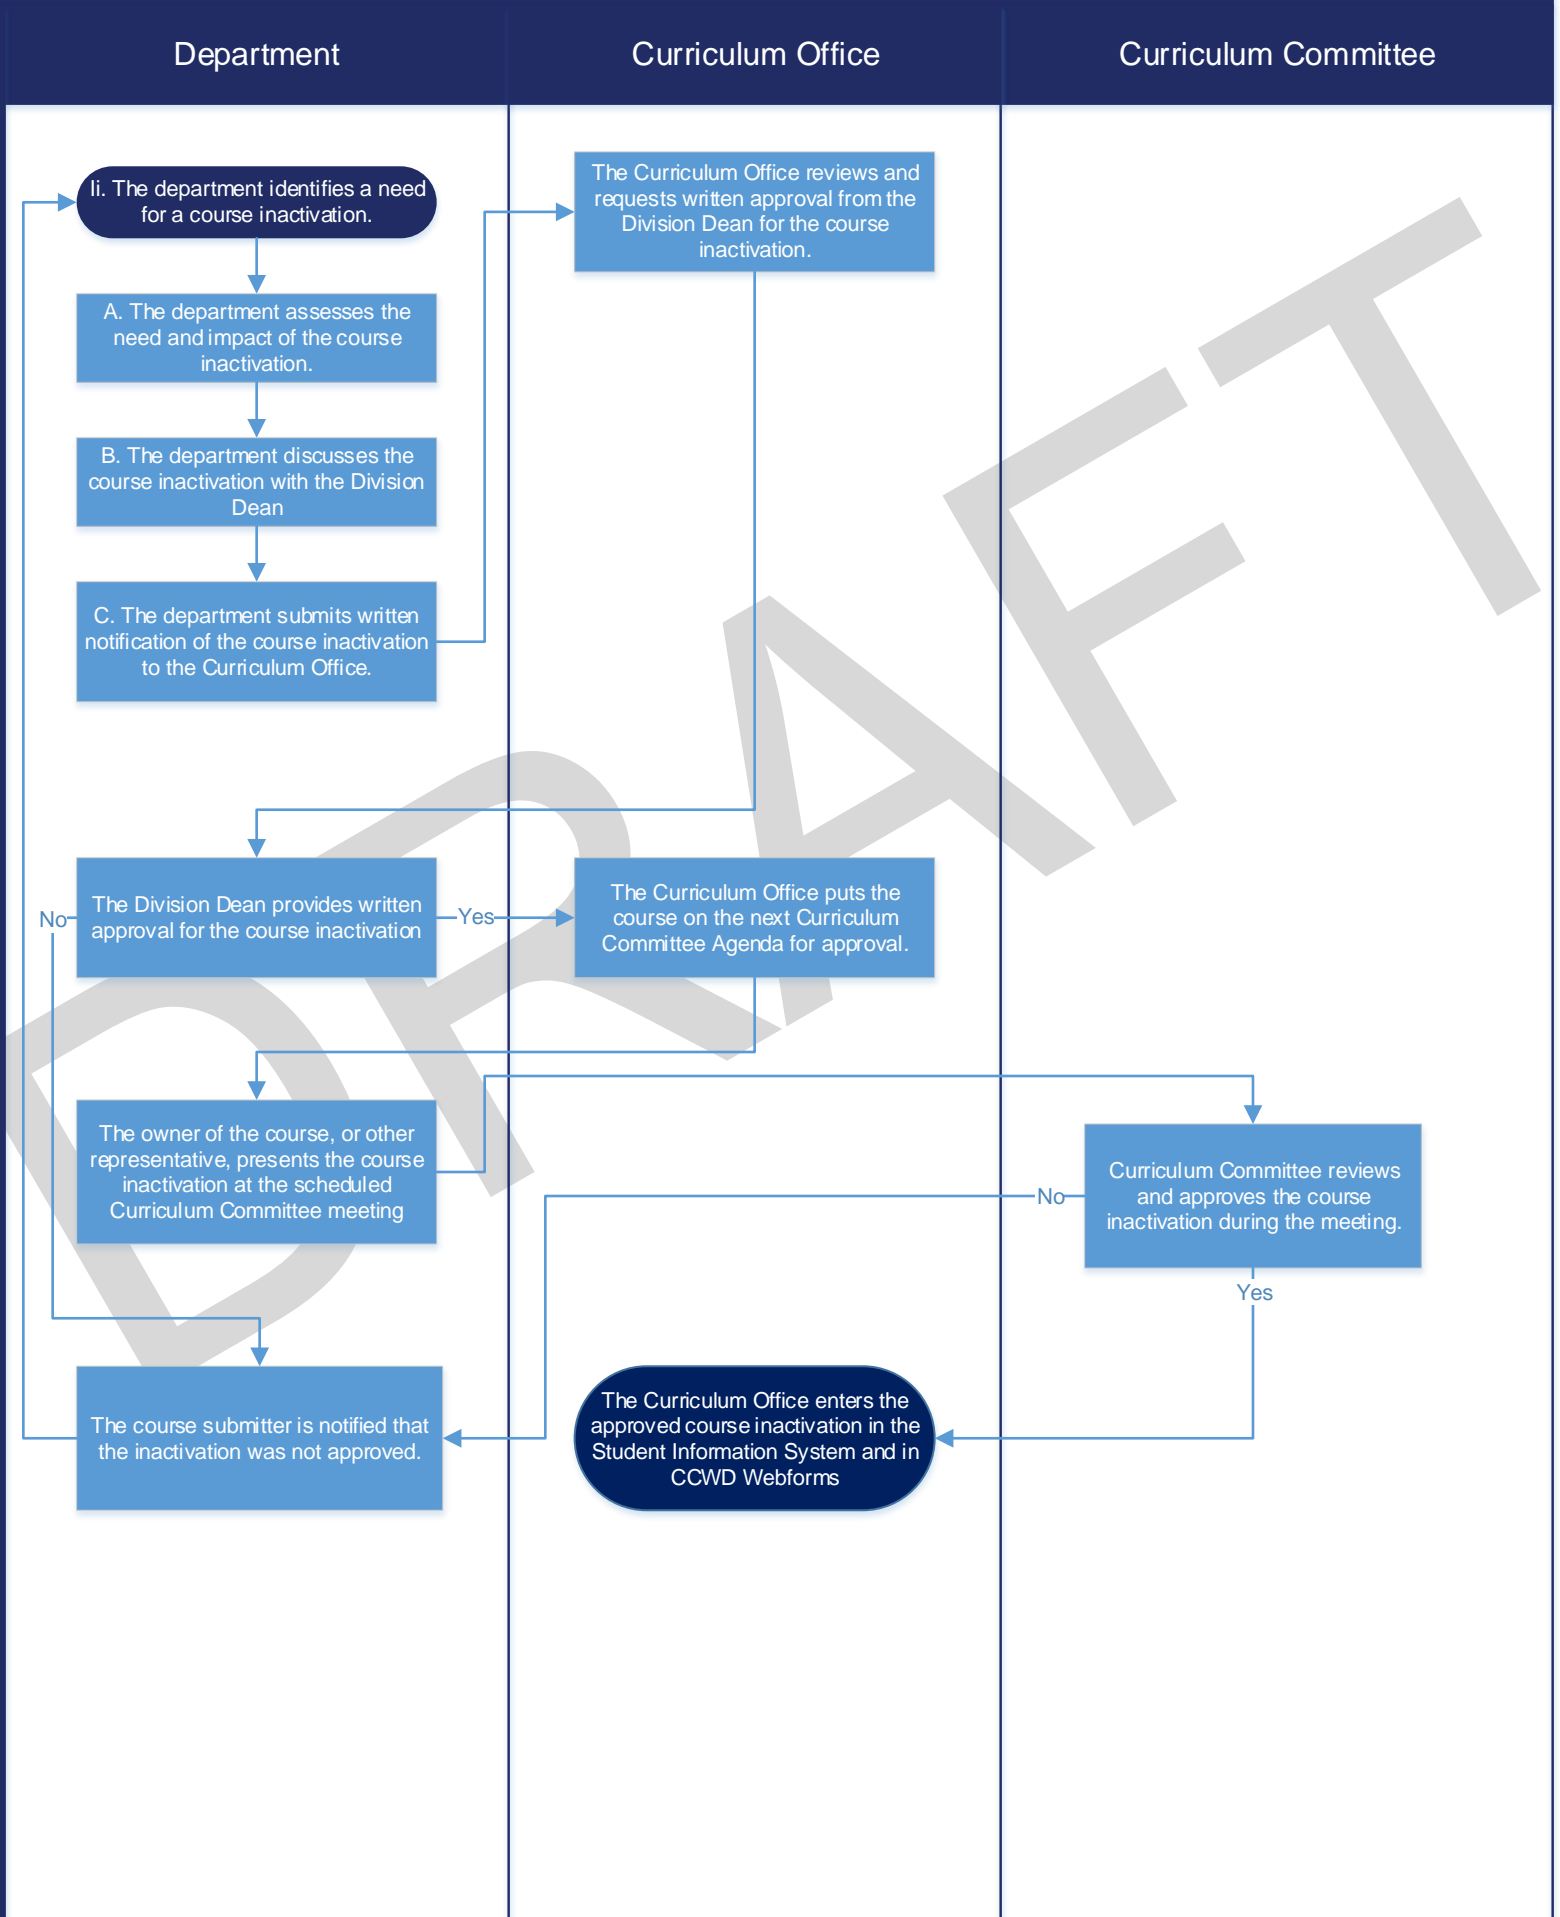 Department
Curriculum Office
Curriculum Committee
Ii. The department identifies a need
for a course inactivation.
A. The department assesses the
need and impact of the course
inactivation.
B. The department discusses the
course inactivation with the Division
Dean
C. The department submits written
notification of the course inactivation
to the Curriculum Office.
The Curriculum Office reviews and
requests written approval from the
Division Dean for the course
inactivation.
The Division Dean provides written
approval for the course inactivation
No
Yes
The Curriculum Office puts the
course on the next Curriculum
Committee Agenda for approval.
The owner of the course, or other
representative, presents the course
inactivation at the scheduled
Curriculum Committee meeting
Curriculum Committee reviews
and approves the course
inactivation during the meeting.
No
Yes
The course submitter is notified that
the inactivation was not approved.
The Curriculum Office enters the
approved course inactivation in the
Student Information System and in
CCWD Webforms
DRAFT